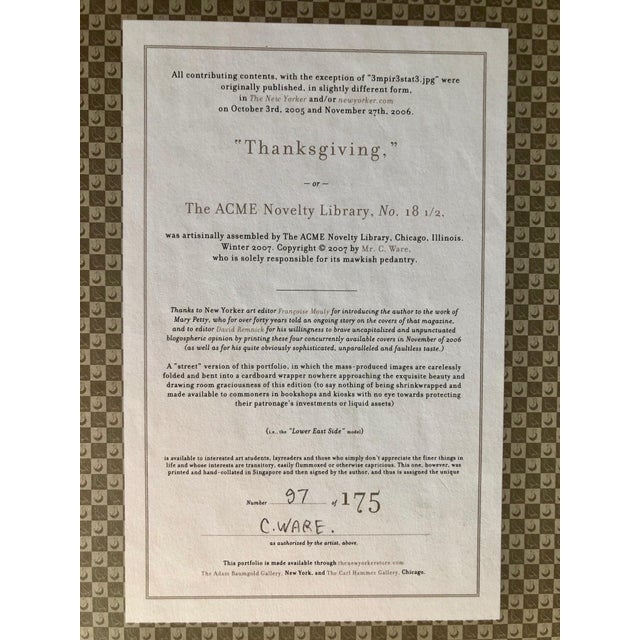 All contributing contents, with the exception of "3mpir3stat3.jpg" were
originally published, in slightly different form,
in The New Yorker and/or newyorker.com
on October 3rd, 2005 and November 27th, 2006.
"Thanksgiving,"
— or —
The ACME Novelty Library, No. 18 1/2,
was artisinally assembled by The ACME Novelty Library, Chicago, Illinois.
Winter 2007. Copyright © 2007 by Mr. C. Ware,
who is solely responsible for its mawkish pedantry.
Thanks to New Yorker art editor Françoise Mouly for introducing the author to the work of
Mary Petty, who for over forty years told an ongoing story on the covers of that magazine,
and to editor David Remnick for his willingness to brave uncapitalized and unpunctuated
blogospheric opinion by printing these four concurrently available covers in November of 2006
(as well as for his quite obviously sophisticated, unparalleled and faultless taste.)
A "street" version of this portfolio, in which the mass-produced images are carelessly
folded and bent into a cardboard wrapper nowhere approaching the exquisite beauty and
drawing room graciousness of this edition (to say nothing of being shrinkwrapped and
made available to commoners in bookshops and kiosks with no eye towards protecting
their patronage's investments or liquid assets)
(i.e., the "Lower East Side" model)
is available to interested art students, layreaders and those who simply don't appreciate the finer things in
life and whose interests are transitory, easily flummoxed or otherwise capricious. This one, however, was
printed and hand-collated in Singapore and then signed by the author, and thus is assigned the unique
Number 97 of 175
C. WARE.
as authorized by the artist, above.
This portfolio is made available through thenewyorkerstore.com
The Adam Baumgold Gallery, New York, and The Carl Hammer Gallery, Chicago.